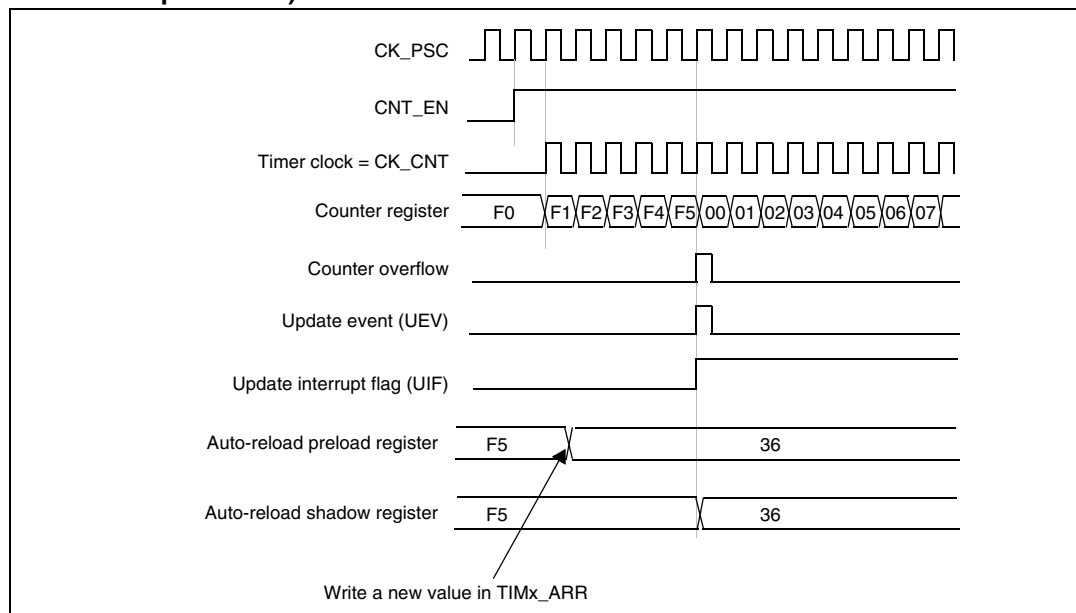 CK_PSC
CNT_EN
Timer clock = CK_CNT
Counter register F0 F1 F2 F3 F4 F5 00 01 02 03 04 05 06 07
Counter overflow
Update event (UEV)
Update interrupt flag (UIF)
Auto-reload preload register F5 36
Auto-reload shadow register F5 36
Write a new value in TIMx_ARR